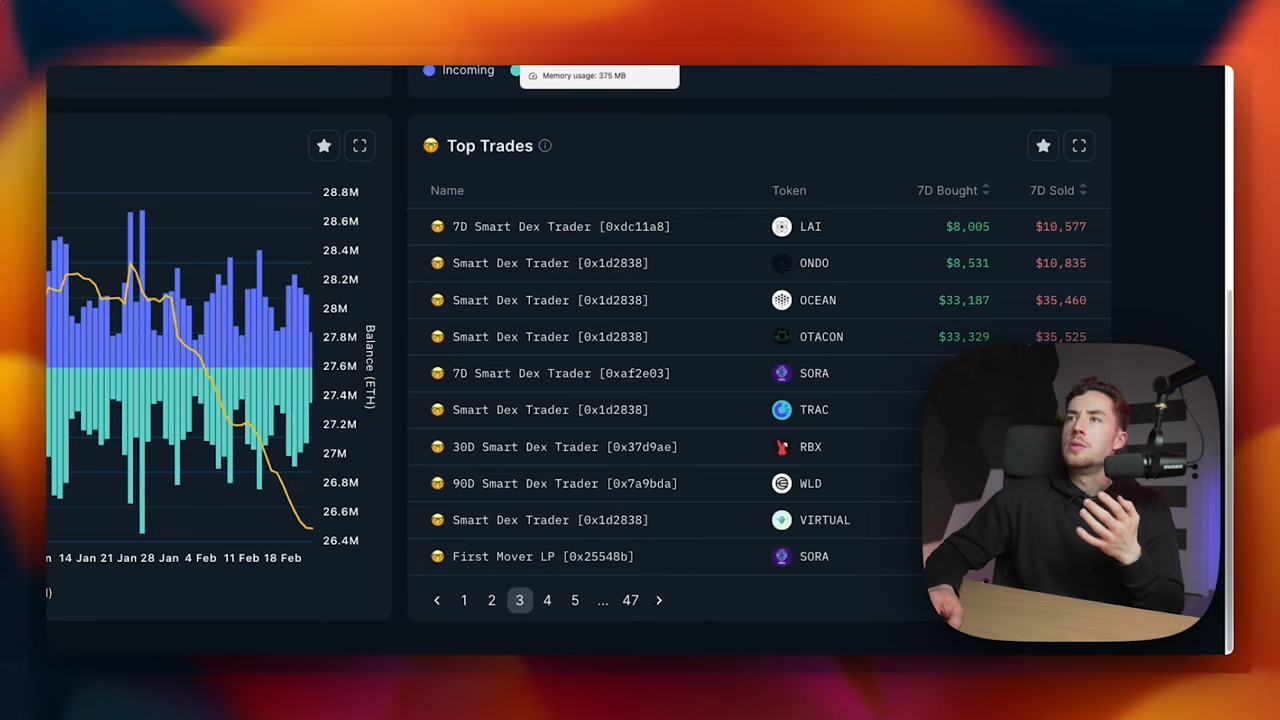 Incoming
Memory usage: 375 MB
Top Trades
Name Token 7D Bought 7D Sold
7D Smart Dex Trader [0xdc11a8] LAI $8,005 $10,577
Smart Dex Trader [0x1d2838] ONDO $8,531 $10,835
Smart Dex Trader [0x1d2838] OCEAN $33,187 $35,460
Smart Dex Trader [0x1d2838] OTACON $33,329 $35,525
7D Smart Dex Trader [0xaf2e03] SORA
Smart Dex Trader [0x1d2838] TRAC
30D Smart Dex Trader [0x37d9ae] RBX
90D Smart Dex Trader [0x7a9bda] WLD
Smart Dex Trader [0x1d2838] VIRTUAL
First Mover LP [0x25548b] SORA
1 2 3 4 5 ... 47
28.8M
28.6M
28.4M
28.2M
28M
27.8M
27.6M
27.4M
27.2M
27M
26.8M
26.6M
26.4M
Balance (ETH)
n 14 Jan 21 Jan 28 Jan 4 Feb 11 Feb 18 Feb